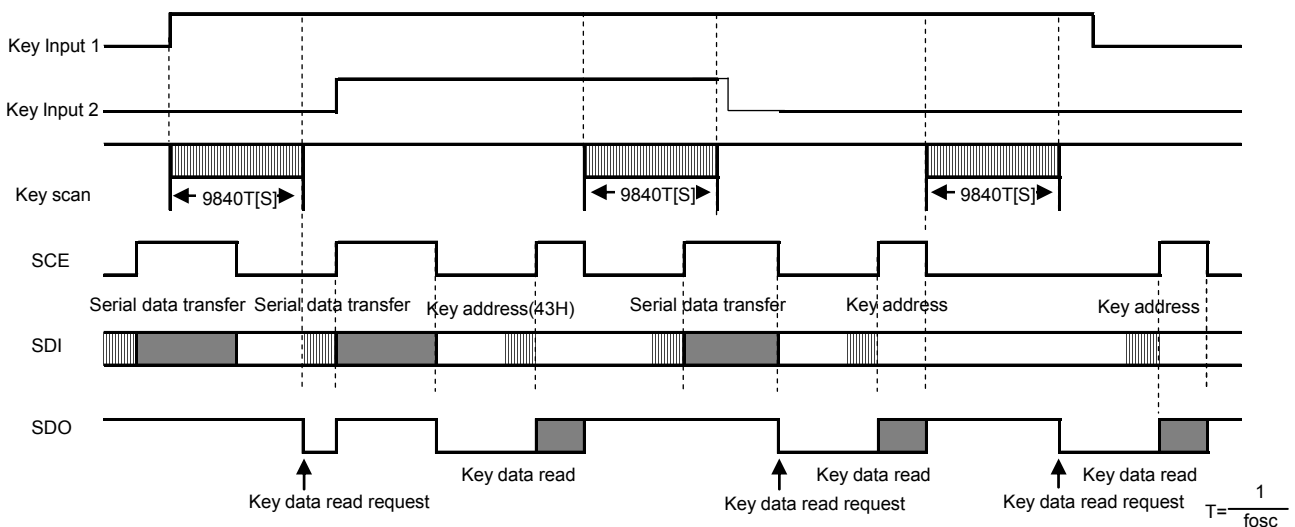 Key Input 1
Key Input 2
Key scan
9840T[S]
9840T[S]
9840T[S]
SCE
Serial data transfer
Serial data transfer
Key address(43H)
Serial data transfer
Key address
Key address
SDI
SDO
Key data read
Key data read
Key data read
Key data read request
Key data read request
Key data read request
T=
1
fosc